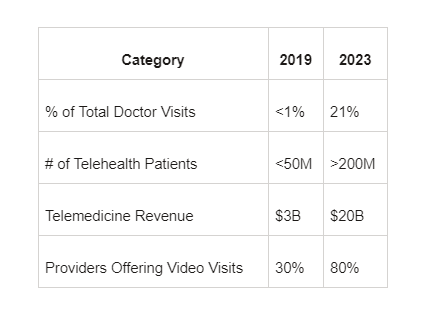 Category 2019 2023
% of Total Doctor Visits <1% 21%
# of Telehealth Patients <50M >200M
Telemedicine Revenue $3B $20B
Providers Offering Video Visits 30% 80%